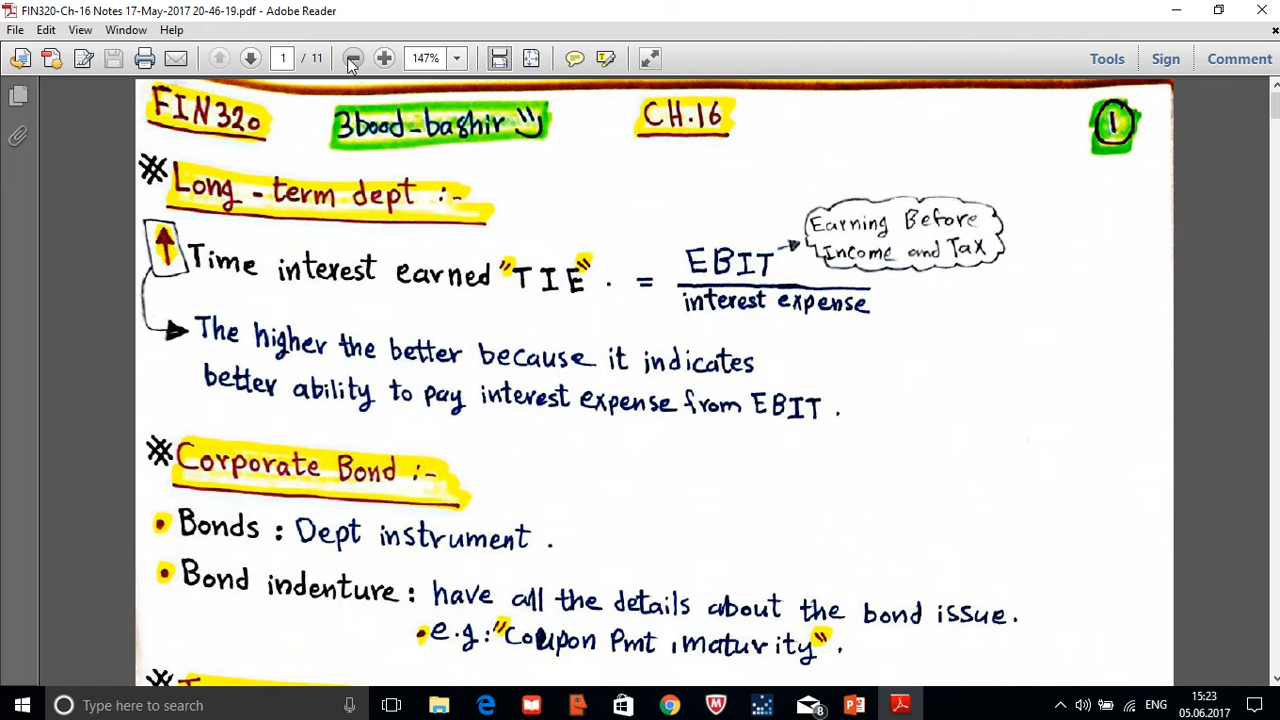 FIN320-Ch-16 Notes 17-May-2017 20-46-19.pdf - Adobe Reader
File Edit View Window Help
1 / 11 147% Tools Sign Comment
FIN320 3bood-bashir CH.16 1
Long-term dept :-
Time interest earned "TIE". = EBIT
interest expense
Earning Before
Income and Tax
The higher the better because it indicates
better ability to pay interest expense from EBIT.
Corporate Bond :-
Bonds : Dept instrument .
Bond indenture : have all the details about the bond issue.
e.g: "Coupon Pmt , maturity" .
Type here to search
8
ENG
15:23
05.06.2017